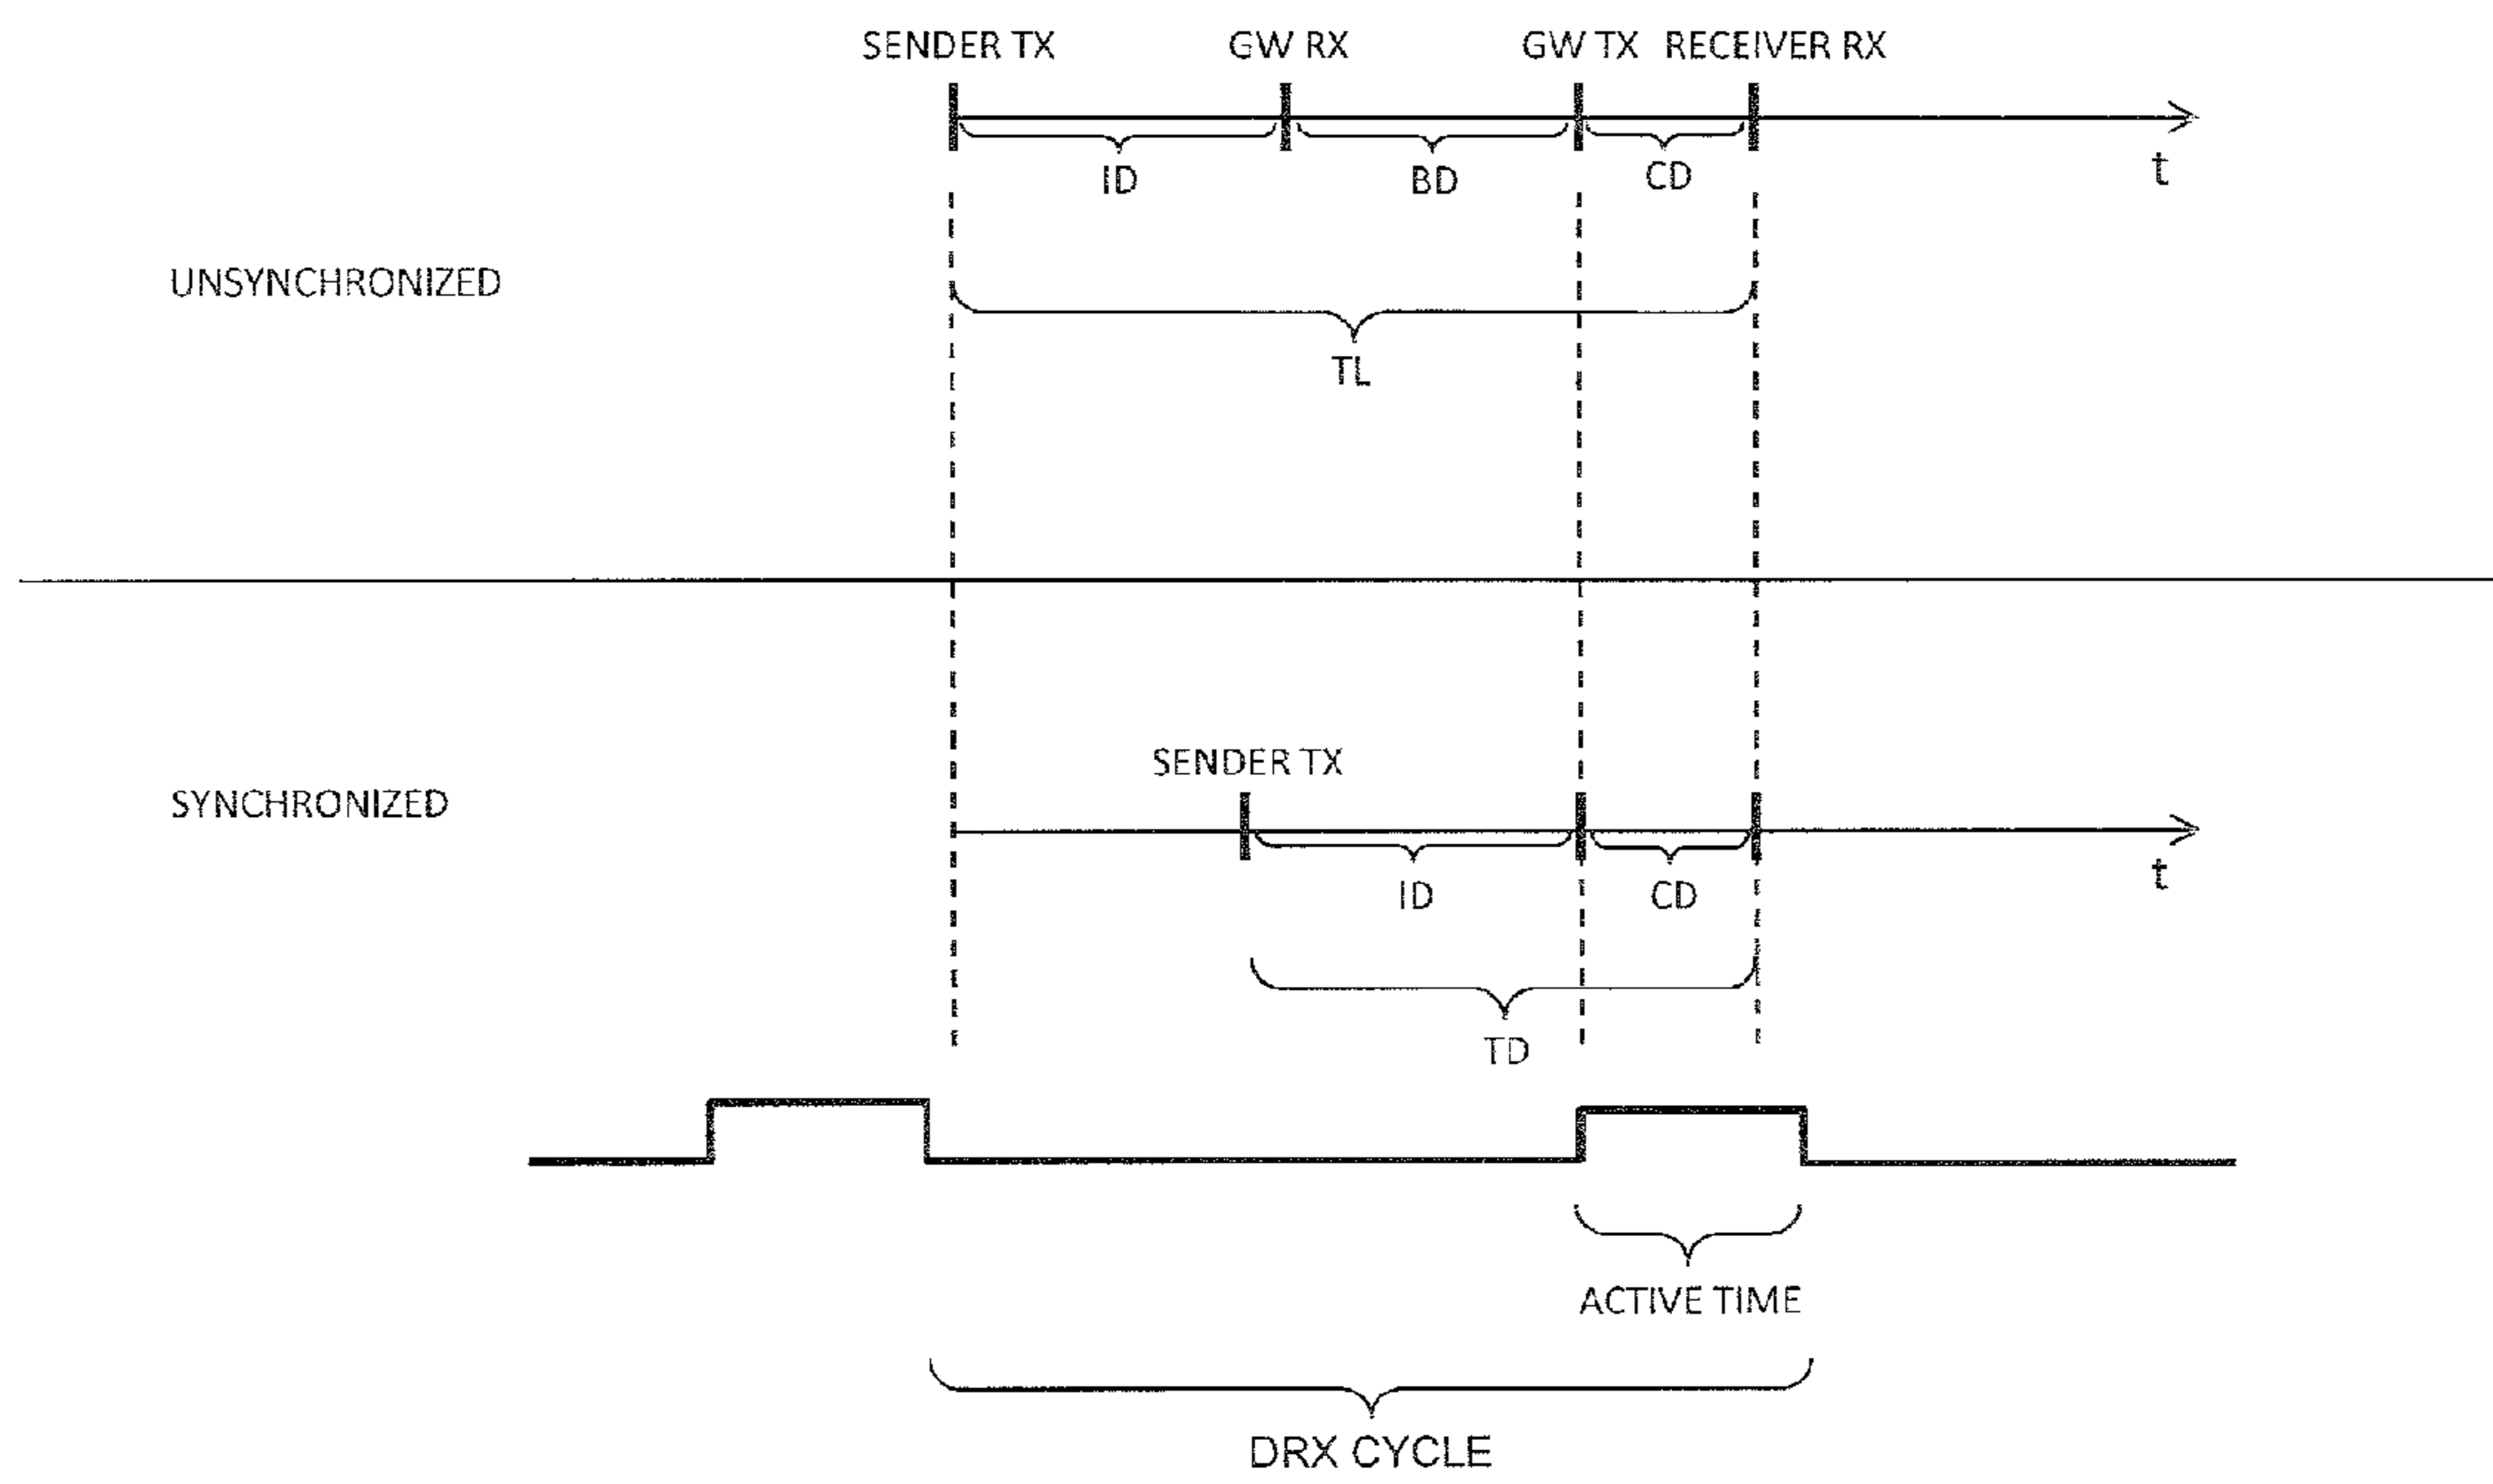 SENDER TX GW RX GW TX RECEIVER RX
ID BD CD t
UNSYNCHRONIZED
TL
SENDER TX
SYNCHRONIZED
ID CD t
TD
ACTIVE TIME
DRX CYCLE